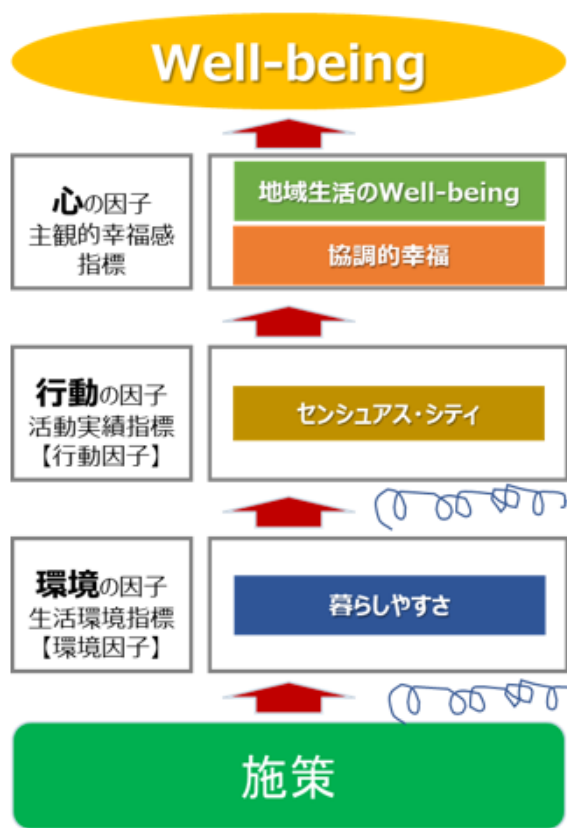 Well-being
心の因子
主観的幸福感
指標
地域生活のWell-being
協調的幸福
行動の因子
活動実績指標
【行動因子】
センシュアス・シティ
環境の因子
生活環境指標
【環境因子】
暮らしやすさ
施策